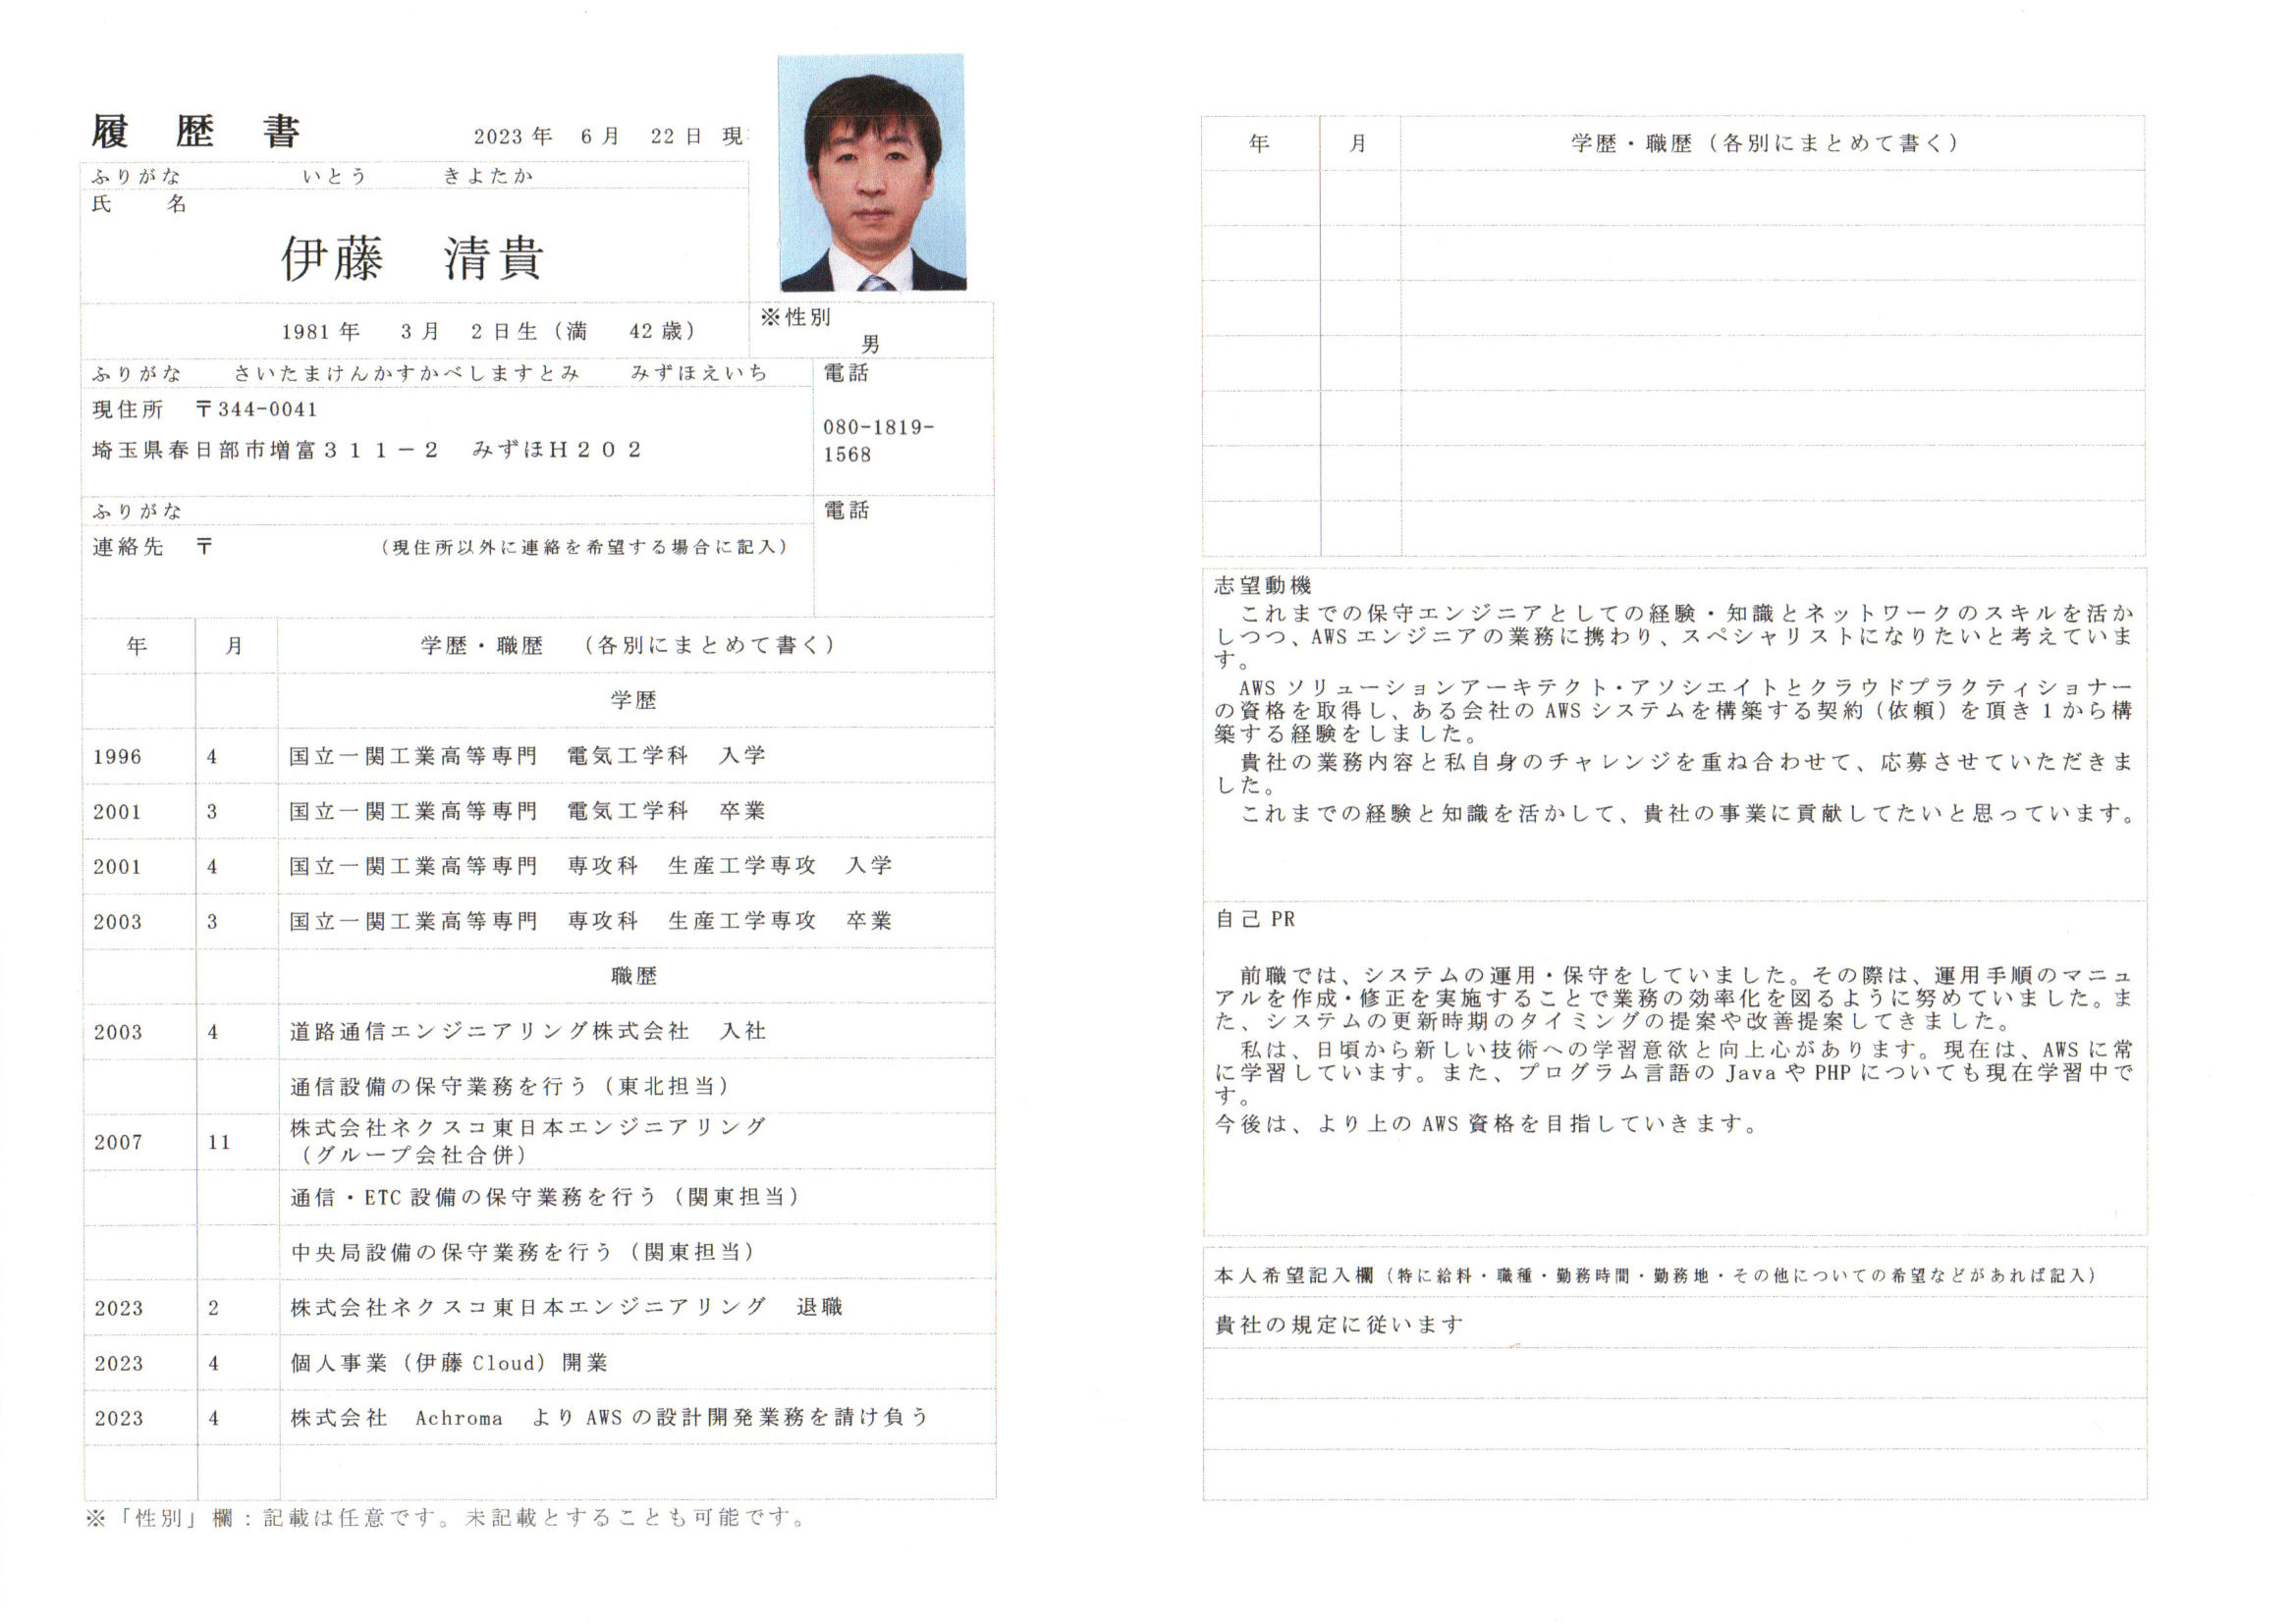 履 歴 書
2023 年 6 月 22 日 現
ふりがな いとう きよたか
氏 名
伊藤 清貴
1981 年 3 月 2 日生（満 42 歳）
※性別
男
ふりがな さいたまけんかすかべしますとみ みずほえいち
電話
現住所 〒344-0041
埼玉県春日部市増富３１１－２ みずほＨ２０２
080-1819-
1568
ふりがな
電話
連絡先 〒 （現住所以外に連絡を希望する場合に記入）
年 月 学歴・職歴 （各別にまとめて書く）
学歴
1996 4 国立一関工業高等専門 電気工学科 入学
2001 3 国立一関工業高等専門 電気工学科 卒業
2001 4 国立一関工業高等専門 専攻科 生産工学専攻 入学
2003 3 国立一関工業高等専門 専攻科 生産工学専攻 卒業
職歴
2003 4 道路通信エンジニアリング株式会社 入社
通信設備の保守業務を行う（東北担当）
2007 11 株式会社ネクスコ東日本エンジニアリング
（グループ会社合併）
通信・ETC 設備の保守業務を行う（関東担当）
中央局設備の保守業務を行う（関東担当）
2023 2 株式会社ネクスコ東日本エンジニアリング 退職
2023 4 個人事業（伊藤 Cloud）開業
2023 4 株式会社 Achroma より AWS の設計開発業務を請け負う
※「性別」欄：記載は任意です。未記載とすることも可能です。
年 月 学歴・職歴（各別にまとめて書く）
志望動機
これまでの保守エンジニアとしての経験・知識とネットワークのスキルを活か
しつつ、AWS エンジニアの業務に携わり、スペシャリストになりたいと考えていま
す。
AWS ソリューションアーキテクト・アソシエイトとクラウドプラクティショナー
の資格を取得し、ある会社の AWS システムを構築する契約（依頼）を頂き 1 から構
築する経験をしました。
貴社の業務内容と私自身のチャレンジを重ね合わせて、応募させていただきま
した。
これまでの経験と知識を活かして、貴社の事業に貢献してたいと思っています。
自己 PR
前職では、システムの運用・保守をしていました。その際は、運用手順のマニュ
アルを作成・修正を実施することで業務の効率化を図るように努めていました。ま
た、システムの更新時期のタイミングの提案や改善提案してきました。
私は、日頃から新しい技術への学習意欲と向上心があります。現在は、AWS に常
に学習しています。また、プログラム言語の Java や PHP についても現在学習中で
す。
今後は、より上の AWS 資格を目指していきます。
本人希望記入欄（特に給料・職種・勤務時間・勤務地・その他についての希望などがあれば記入）
貴社の規定に従います